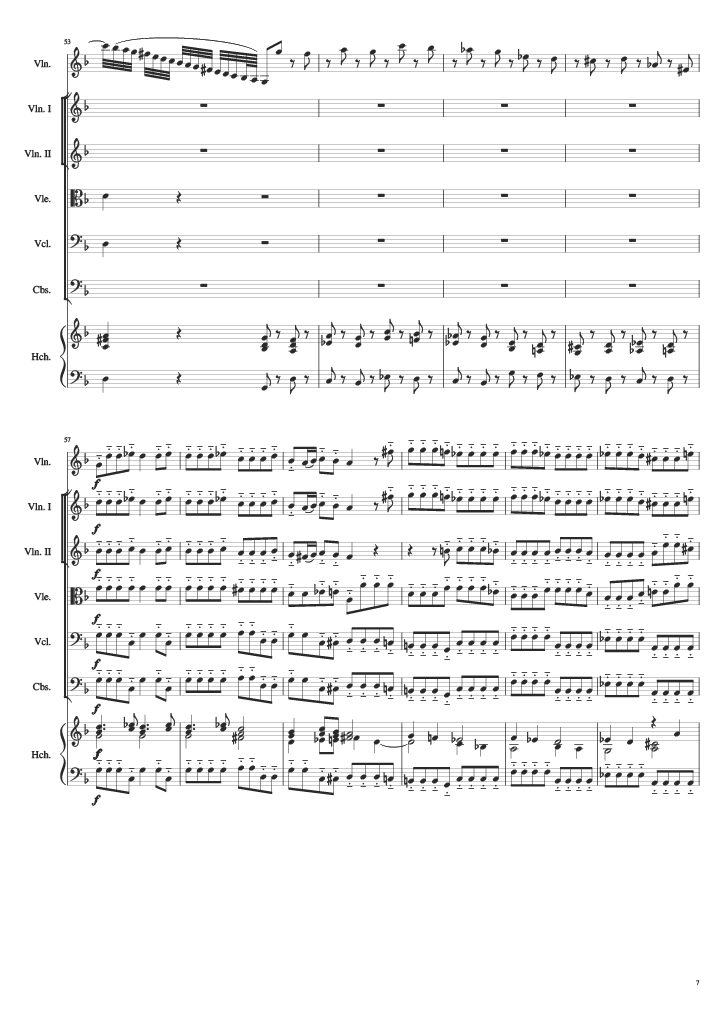 53
Vln.
Vln. I
Vln. II
Vle.
Vcl.
Cbs.
Hch.
57
Vln.
f
Vln. I
f
Vln. II
f
Vle.
f
Vcl.
f
Cbs.
f
Hch.
f
f
7